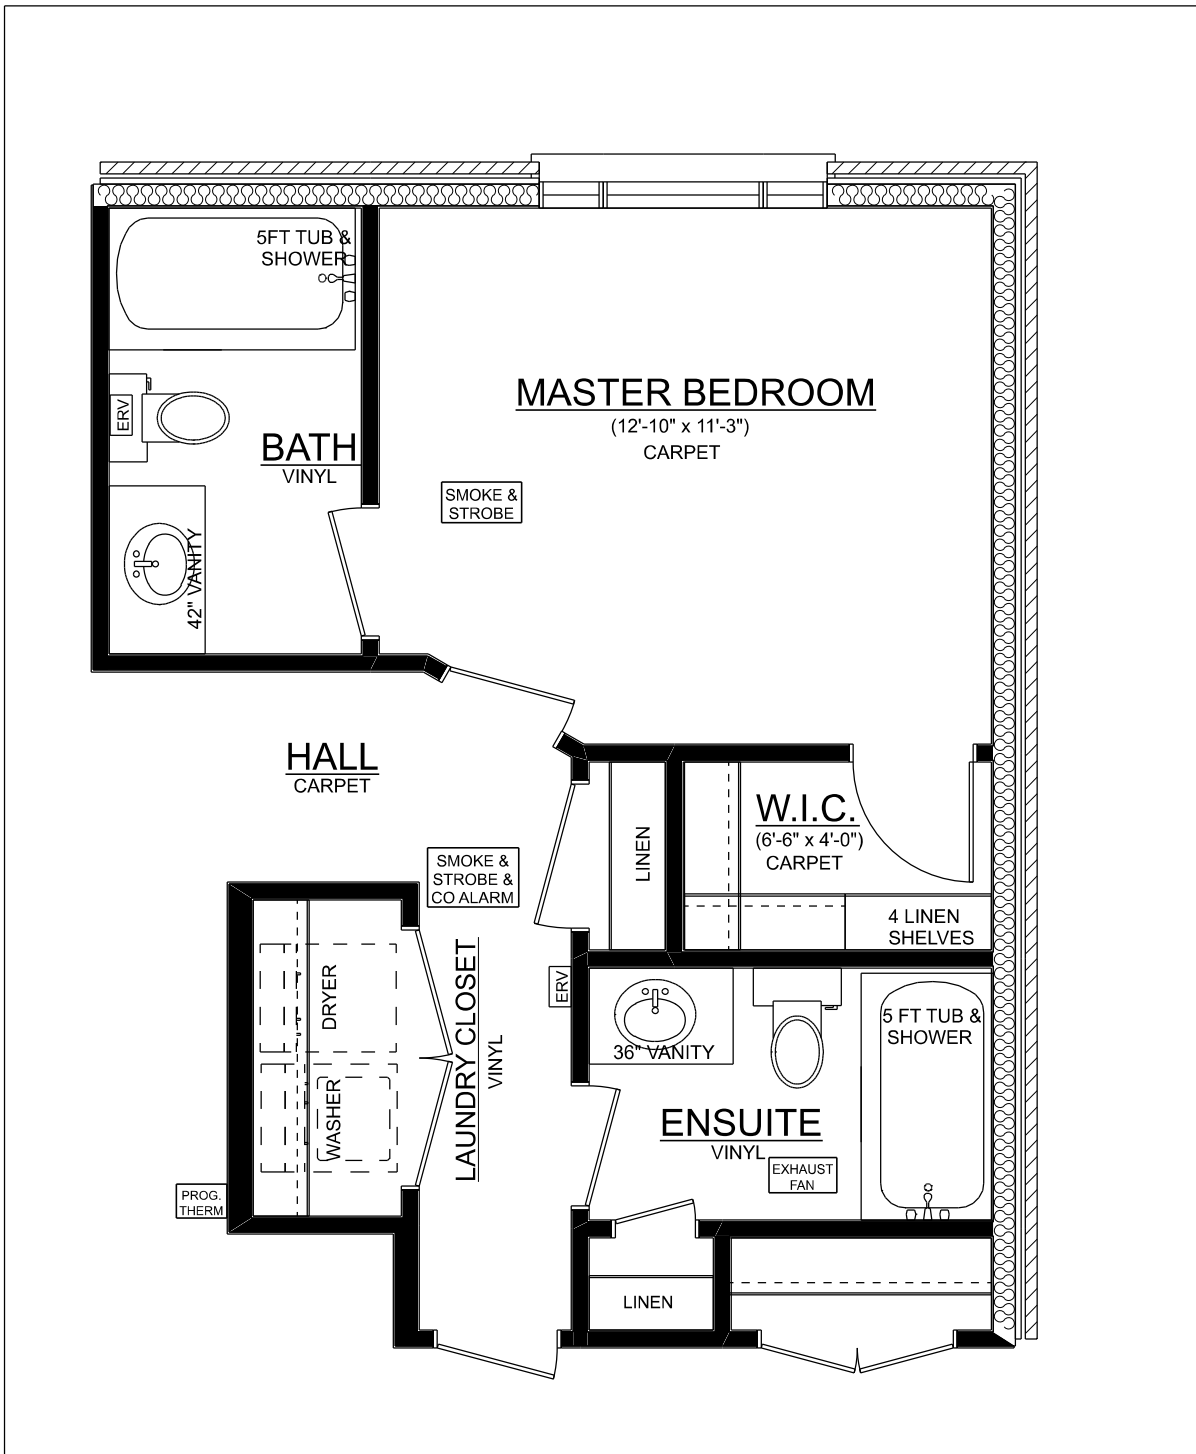 5FT TUB &
SHOWER
MASTER BEDROOM
(12'-10" x 11'-3")
CARPET
ERV
BATH
VINYL
SMOKE &
STROBE
42" VANITY
HALL
CARPET
W.I.C.
(6'-6" x 4'-0")
CARPET
LINEN
SMOKE &
STROBE &
CO ALARM
4 LINEN
SHELVES
DRYER
LAUNDRY CLOSET
VINYL
ERV
5 FT TUB &
SHOWER
36" VANITY
WASHER
ENSUITE
VINYL
EXHAUST
FAN
PROG.
THERM
LINEN